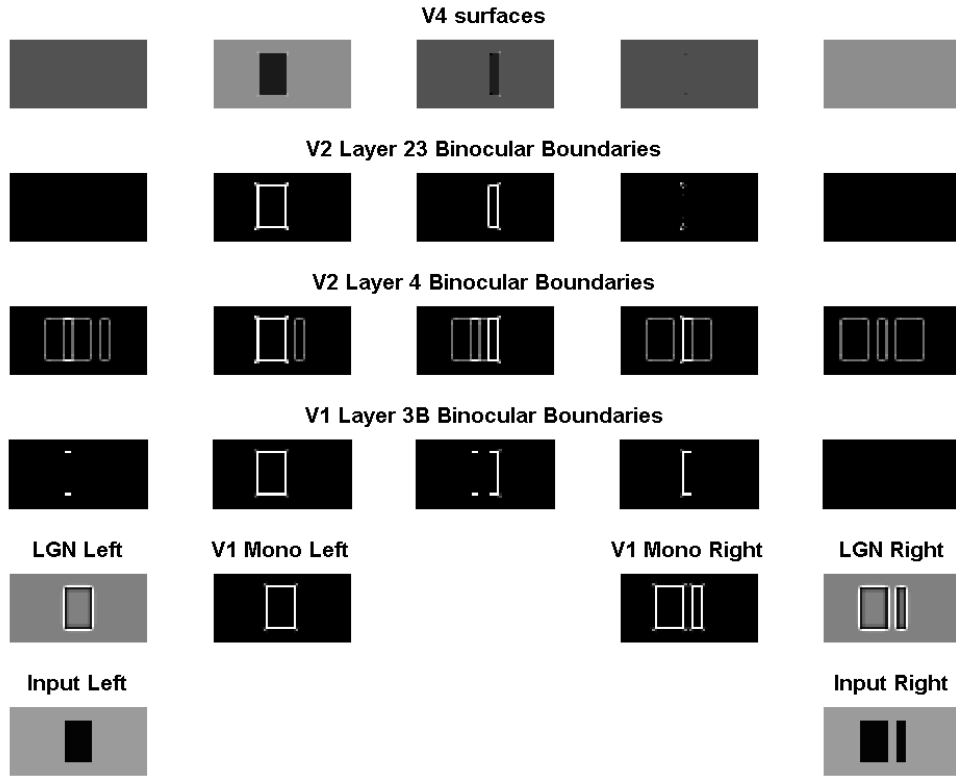 V4 surfaces
V2 Layer 23 Binocular Boundaries
V2 Layer 4 Binocular Boundaries
V1 Layer 3B Binocular Boundaries
LGN Left
V1 Mono Left
V1 Mono Right
LGN Right
Input Left
Input Right